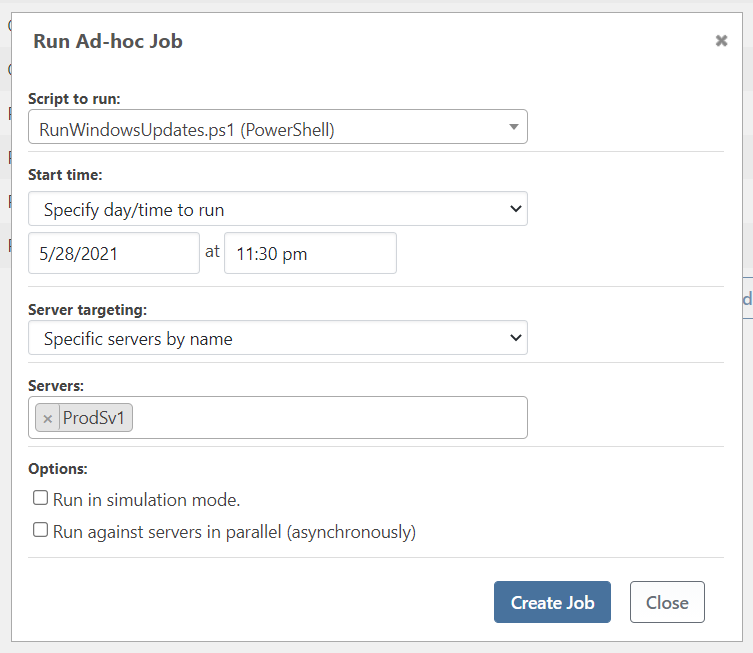 Run Ad-hoc Job
✖
Script to run:
RunWindowsUpdates.ps1 (PowerShell)
Start time:
Specify day/time to run
5/28/2021 at 11:30 pm
Server targeting:
Specific servers by name
Servers:
× ProdSv1
Options:
Run in simulation mode.
Run against servers in parallel (asynchronously)
Create Job Close